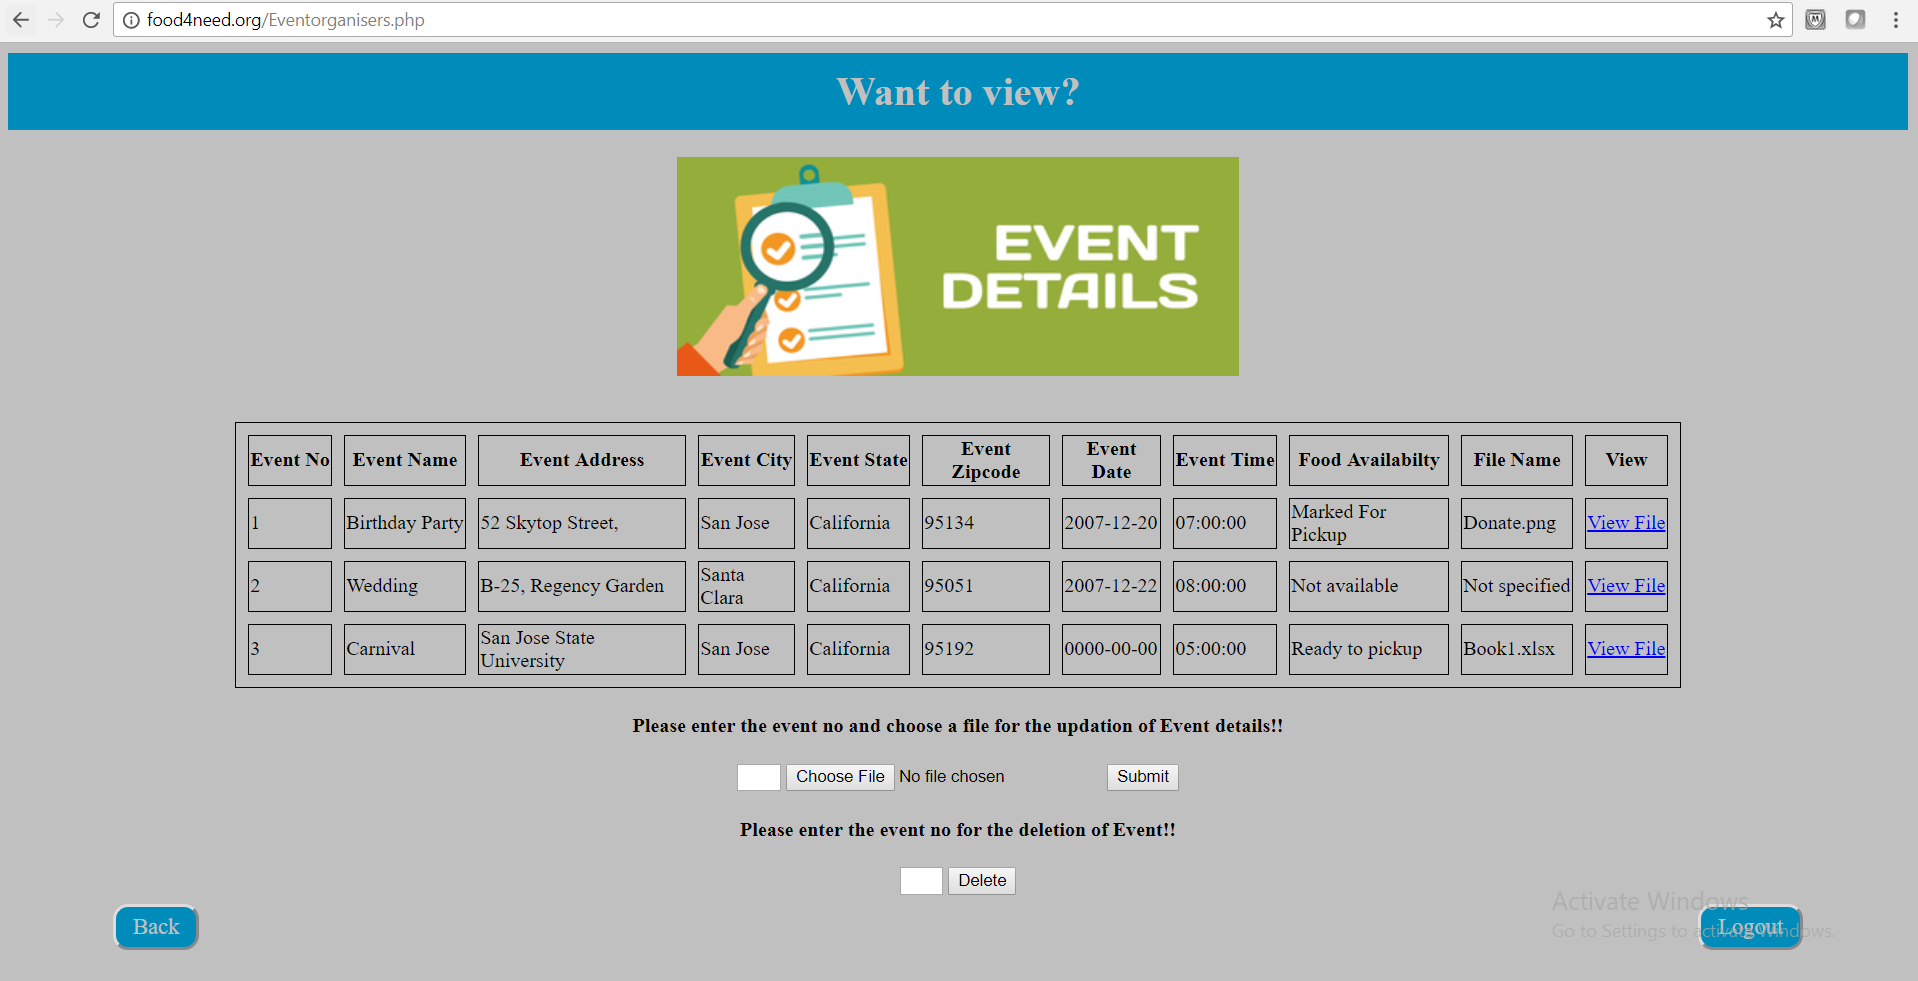 food4need.org/Eventorganisers.php
Want to view?
EVENT
DETAILS
Event No Event Name Event Address Event City Event State Event Zipcode Event Date Event Time Food Availabilty File Name View
1 Birthday Party 52 Skytop Street, San Jose California 95134 2007-12-20 07:00:00 Marked For Pickup Donate.png View File
2 Wedding B-25, Regency Garden Santa Clara California 95051 2007-12-22 08:00:00 Not available Not specified View File
3 Carnival San Jose State University San Jose California 95192 0000-00-00 05:00:00 Ready to pickup Book1.xlsx View File
Please enter the event no and choose a file for the updation of Event details!!
Choose File No file chosen Submit
Please enter the event no for the deletion of Event!!
Delete
Activate Windows
Go to Settings to activate Windows.
Back
Logout